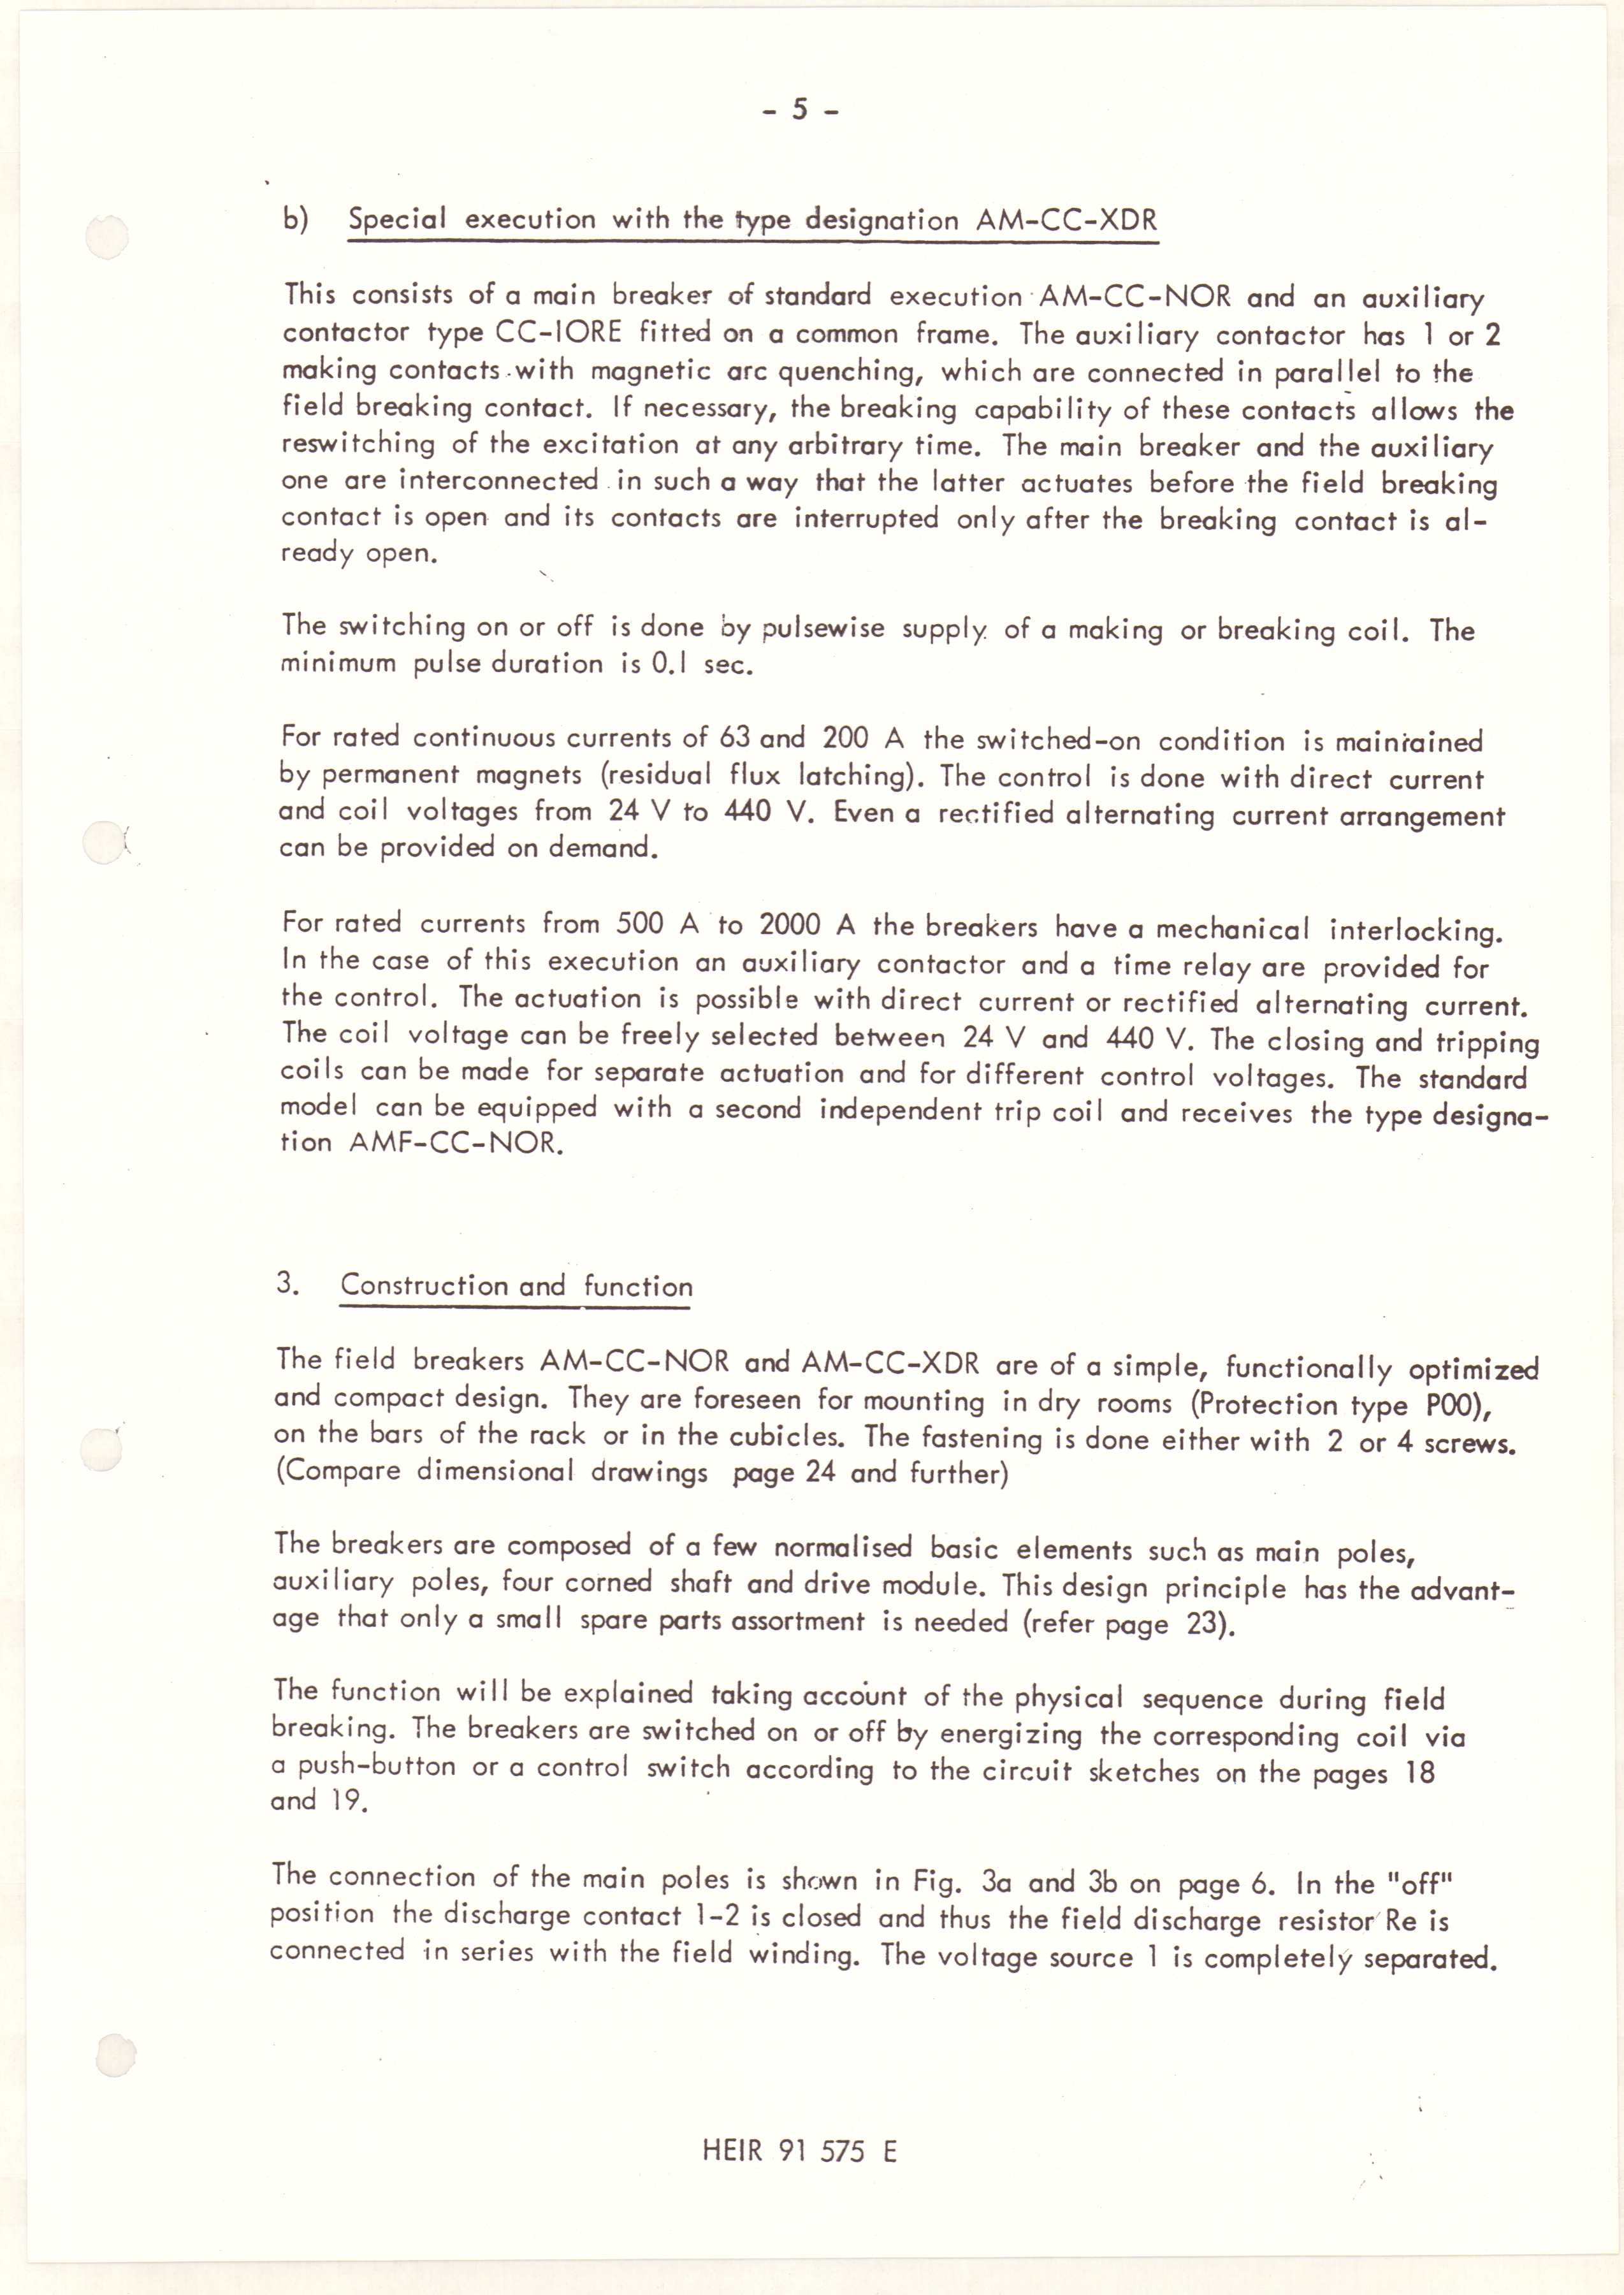 - 5 -
b) Special execution with the type designation AM-CC-XDR
This consists of a main breaker of standard execution AM-CC-NOR and an auxiliary
contactor type CC-IORE fitted on a common frame. The auxiliary contactor has 1 or 2
making contacts with magnetic arc quenching, which are connected in parallel to the
field breaking contact. If necessary, the breaking capability of these contacts allows the
reswitching of the excitation at any arbitrary time. The main breaker and the auxiliary
one are interconnected in such a way that the latter actuates before the field breaking
contact is open and its contacts are interrupted only after the breaking contact is al-
ready open.
The switching on or off is done by pulsewise supply of a making or breaking coil. The
minimum pulse duration is 0.1 sec.
For rated continuous currents of 63 and 200 A the switched-on condition is maintained
by permanent magnets (residual flux latching). The control is done with direct current
and coil voltages from 24 V to 440 V. Even a rectified alternating current arrangement
can be provided on demand.
For rated currents from 500 A to 2000 A the breakers have a mechanical interlocking.
In the case of this execution an auxiliary contactor and a time relay are provided for
the control. The actuation is possible with direct current or rectified alternating current.
The coil voltage can be freely selected between 24 V and 440 V. The closing and tripping
coils can be made for separate actuation and for different control voltages. The standard
model can be equipped with a second independent trip coil and receives the type designa-
tion AMF-CC-NOR.
3. Construction and function
The field breakers AM-CC-NOR and AM-CC-XDR are of a simple, functionally optimized
and compact design. They are foreseen for mounting in dry rooms (Protection type P00),
on the bars of the rack or in the cubicles. The fastening is done either with 2 or 4 screws.
(Compare dimensional drawings page 24 and further)
The breakers are composed of a few normalised basic elements such as main poles,
auxiliary poles, four corned shaft and drive module. This design principle has the advant-
age that only a small spare parts assortment is needed (refer page 23).
The function will be explained taking account of the physical sequence during field
breaking. The breakers are switched on or off by energizing the corresponding coil via
a push-button or a control switch according to the circuit sketches on the pages 18
and 19.
The connection of the main poles is shown in Fig. 3a and 3b on page 6. In the "off"
position the discharge contact 1-2 is closed and thus the field discharge resistor Re is
connected in series with the field winding. The voltage source 1 is completely separated.
HEIR 91 575 E